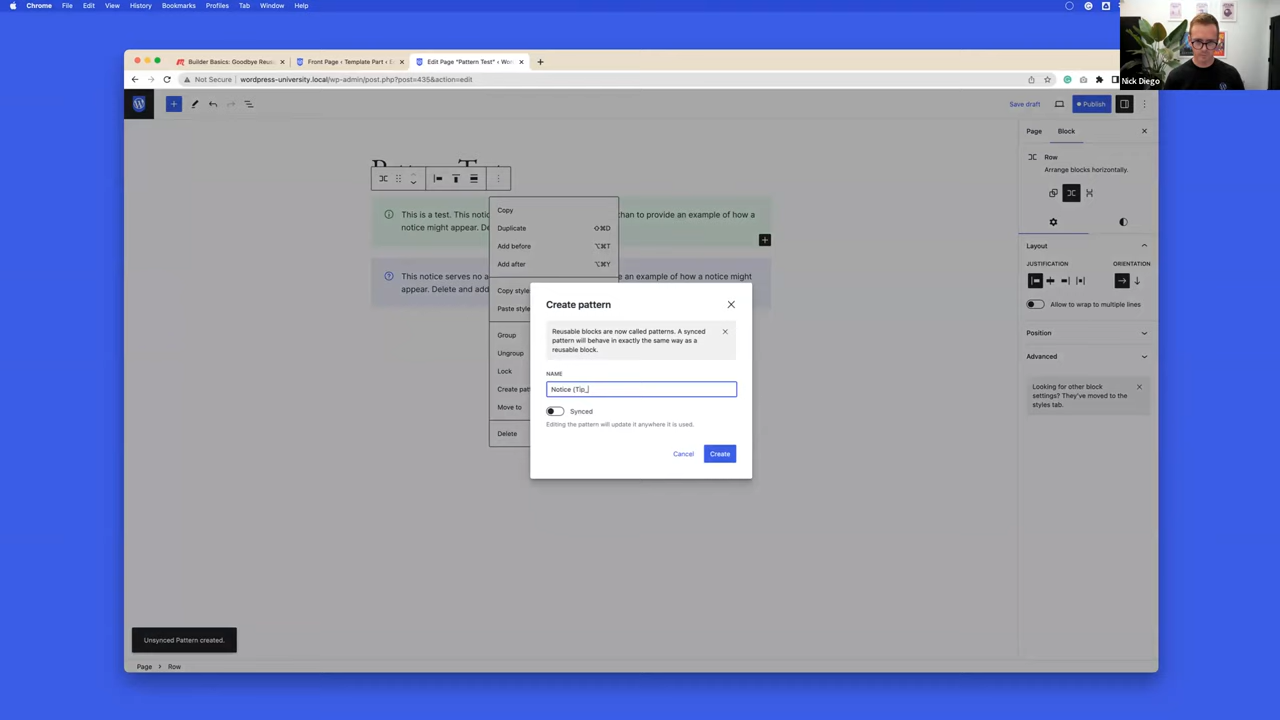 Chrome File Edit View History Bookmarks Profiles Tab Window Help
Nick Diego
Builder Basics: Goodbye Reus
Front Page ‹ Template Part ‹
Edit Page "Pattern Test" ‹ Wor
Not Secure wordpress-university.local/wp-admin/post.php?post=435&action=edit
Save draft
Publish
Page Block
Row
Arrange blocks horizontally.
Layout
JUSTIFICATION ORIENTATION
Allow to wrap to multiple lines
Position
Advanced
Looking for other block
settings? They've moved to the
styles tab.
This is a test. This notic
than to provide an example of how a
notice might appear. De
This notice serves no a
e an example of how a notice might
appear. Delete and add
Copy
Duplicate ⇧⌘D
Add before ⌥⌘T
Add after ⌥⌘Y
Copy style
Paste style
Group
Ungroup
Lock
Create patt
Move to
Delete
Create pattern
Reusable blocks are now called patterns. A synced
pattern will behave in exactly the same way as a
reusable block.
NAME
Notice (Tip_
Synced
Editing the pattern will update it anywhere it is used.
Cancel Create
Unsynced Pattern created.
Page > Row